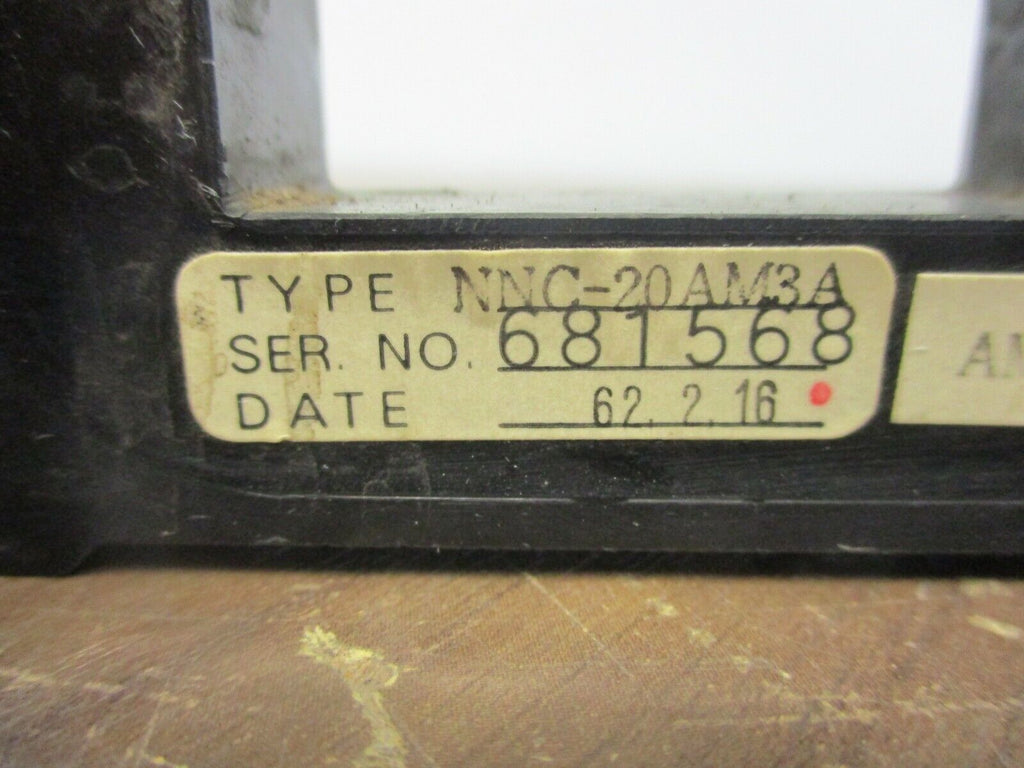 TYPE NNC-20AM3A
SER. NO. 681568
DATE 62. 2. 16